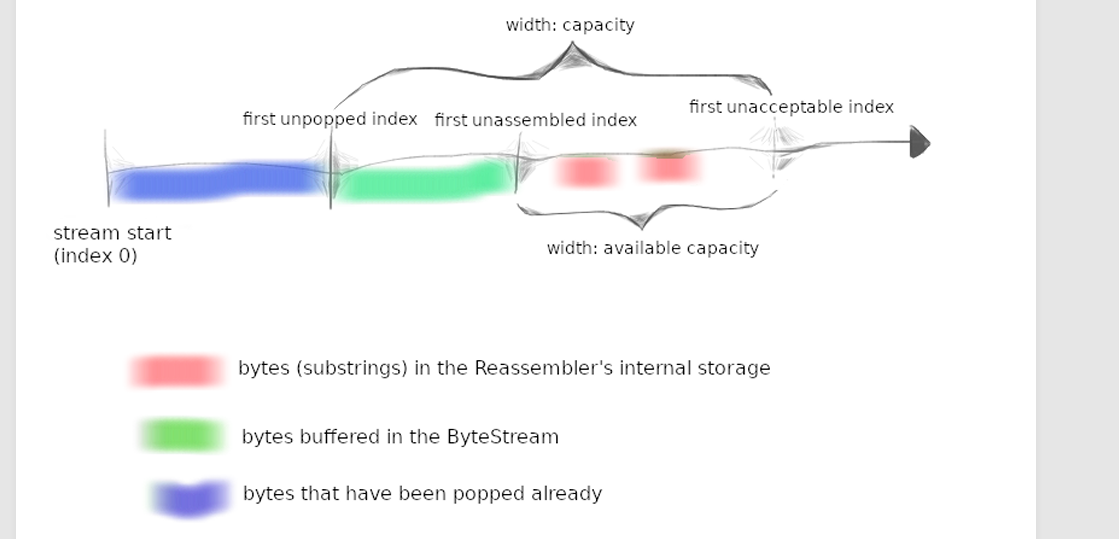 width: capacity
first unpopped index
first unassembled index
first unacceptable index
stream start
(index 0)
width: available capacity
bytes (substrings) in the Reassembler's internal storage
bytes buffered in the ByteStream
bytes that have been popped already